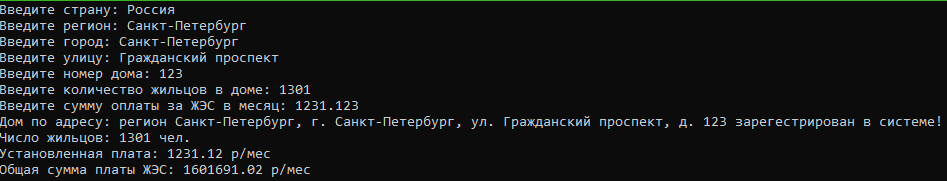 Введите страну: Россия
Введите регион: Санкт-Петербург
Введите город: Санкт-Петербург
Введите улицу: Гражданский проспект
Введите номер дома: 123
Введите количество жильцов в доме: 1301
Введите сумму оплаты за ЖЭС в месяц: 1231.123
Дом по адресу: регион Санкт-Петербург, г. Санкт-Петербург, ул. Гражданский проспект, д. 123 зарегестрирован в системе!
Число жильцов: 1301 чел.
Установленная плата: 1231.12 р/мес
Общая сумма платы ЖЭС: 1601691.02 р/мес